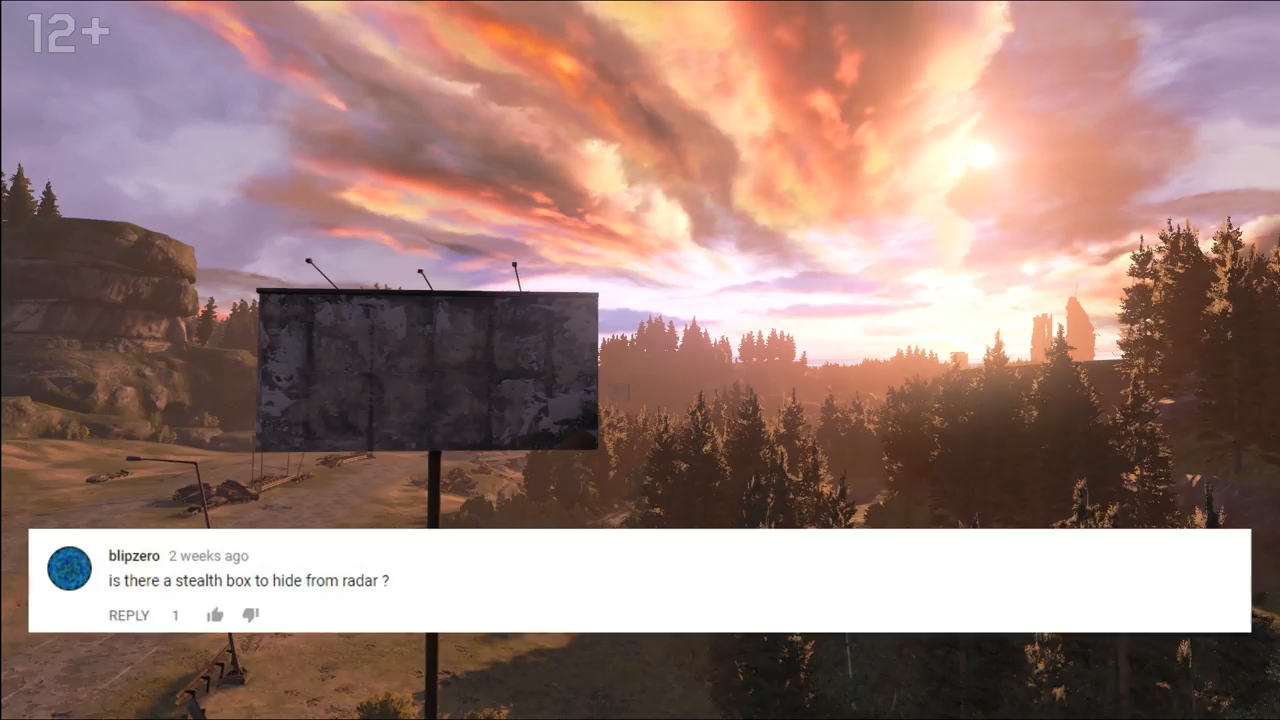 12+
blipzero 2 weeks ago
is there a stealth box to hide from radar ?
REPLY 1